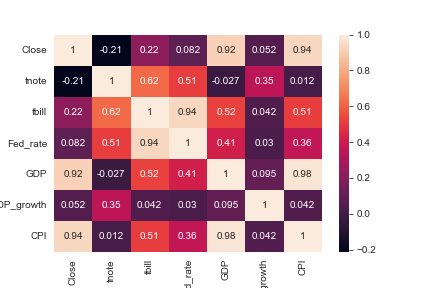 Close 1 -0.21 0.22 0.082 0.92 0.052 0.94
tnote -0.21 1 0.62 0.51 -0.027 0.35 0.012
tbill 0.22 0.62 1 0.94 0.52 0.042 0.51
Fed_rate 0.082 0.51 0.94 1 0.41 0.03 0.36
GDP 0.92 -0.027 0.52 0.41 1 0.095 0.98
DP_growth 0.052 0.35 0.042 0.03 0.095 1 0.042
CPI 0.94 0.012 0.51 0.36 0.98 0.042 1
Close tnote tbill d_rate GDP growth CPI
1.0
0.8
0.6
0.4
0.2
0.0
−0.2